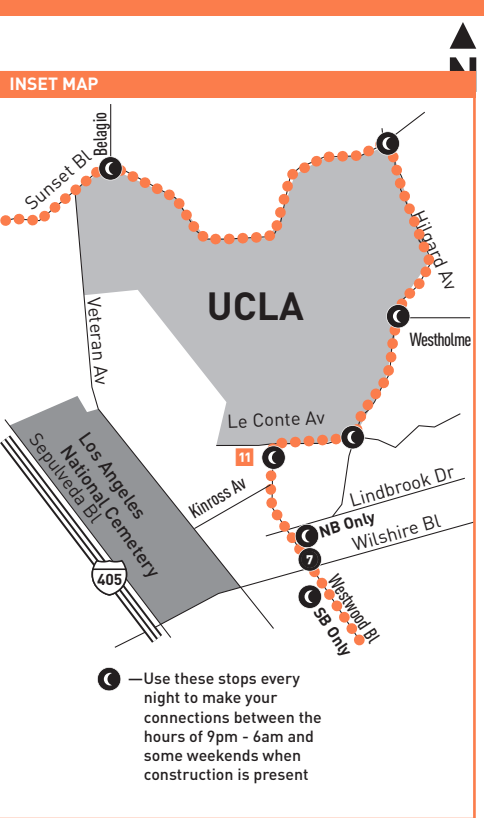 N
INSET MAP
Belagio
Sunset Bl
Hilgard Av
UCLA
Veteran Av
Westholme
Le Conte Av
11
Los Angeles
National Cemetery
Sepulveda Bl
Kinross Av
Lindbrook Dr
NB Only
Wilshire Bl
7
405
Westwood Bl
SB Only
—Use these stops every
night to make your
connections between the
hours of 9pm - 6am and
some weekends when
construction is present